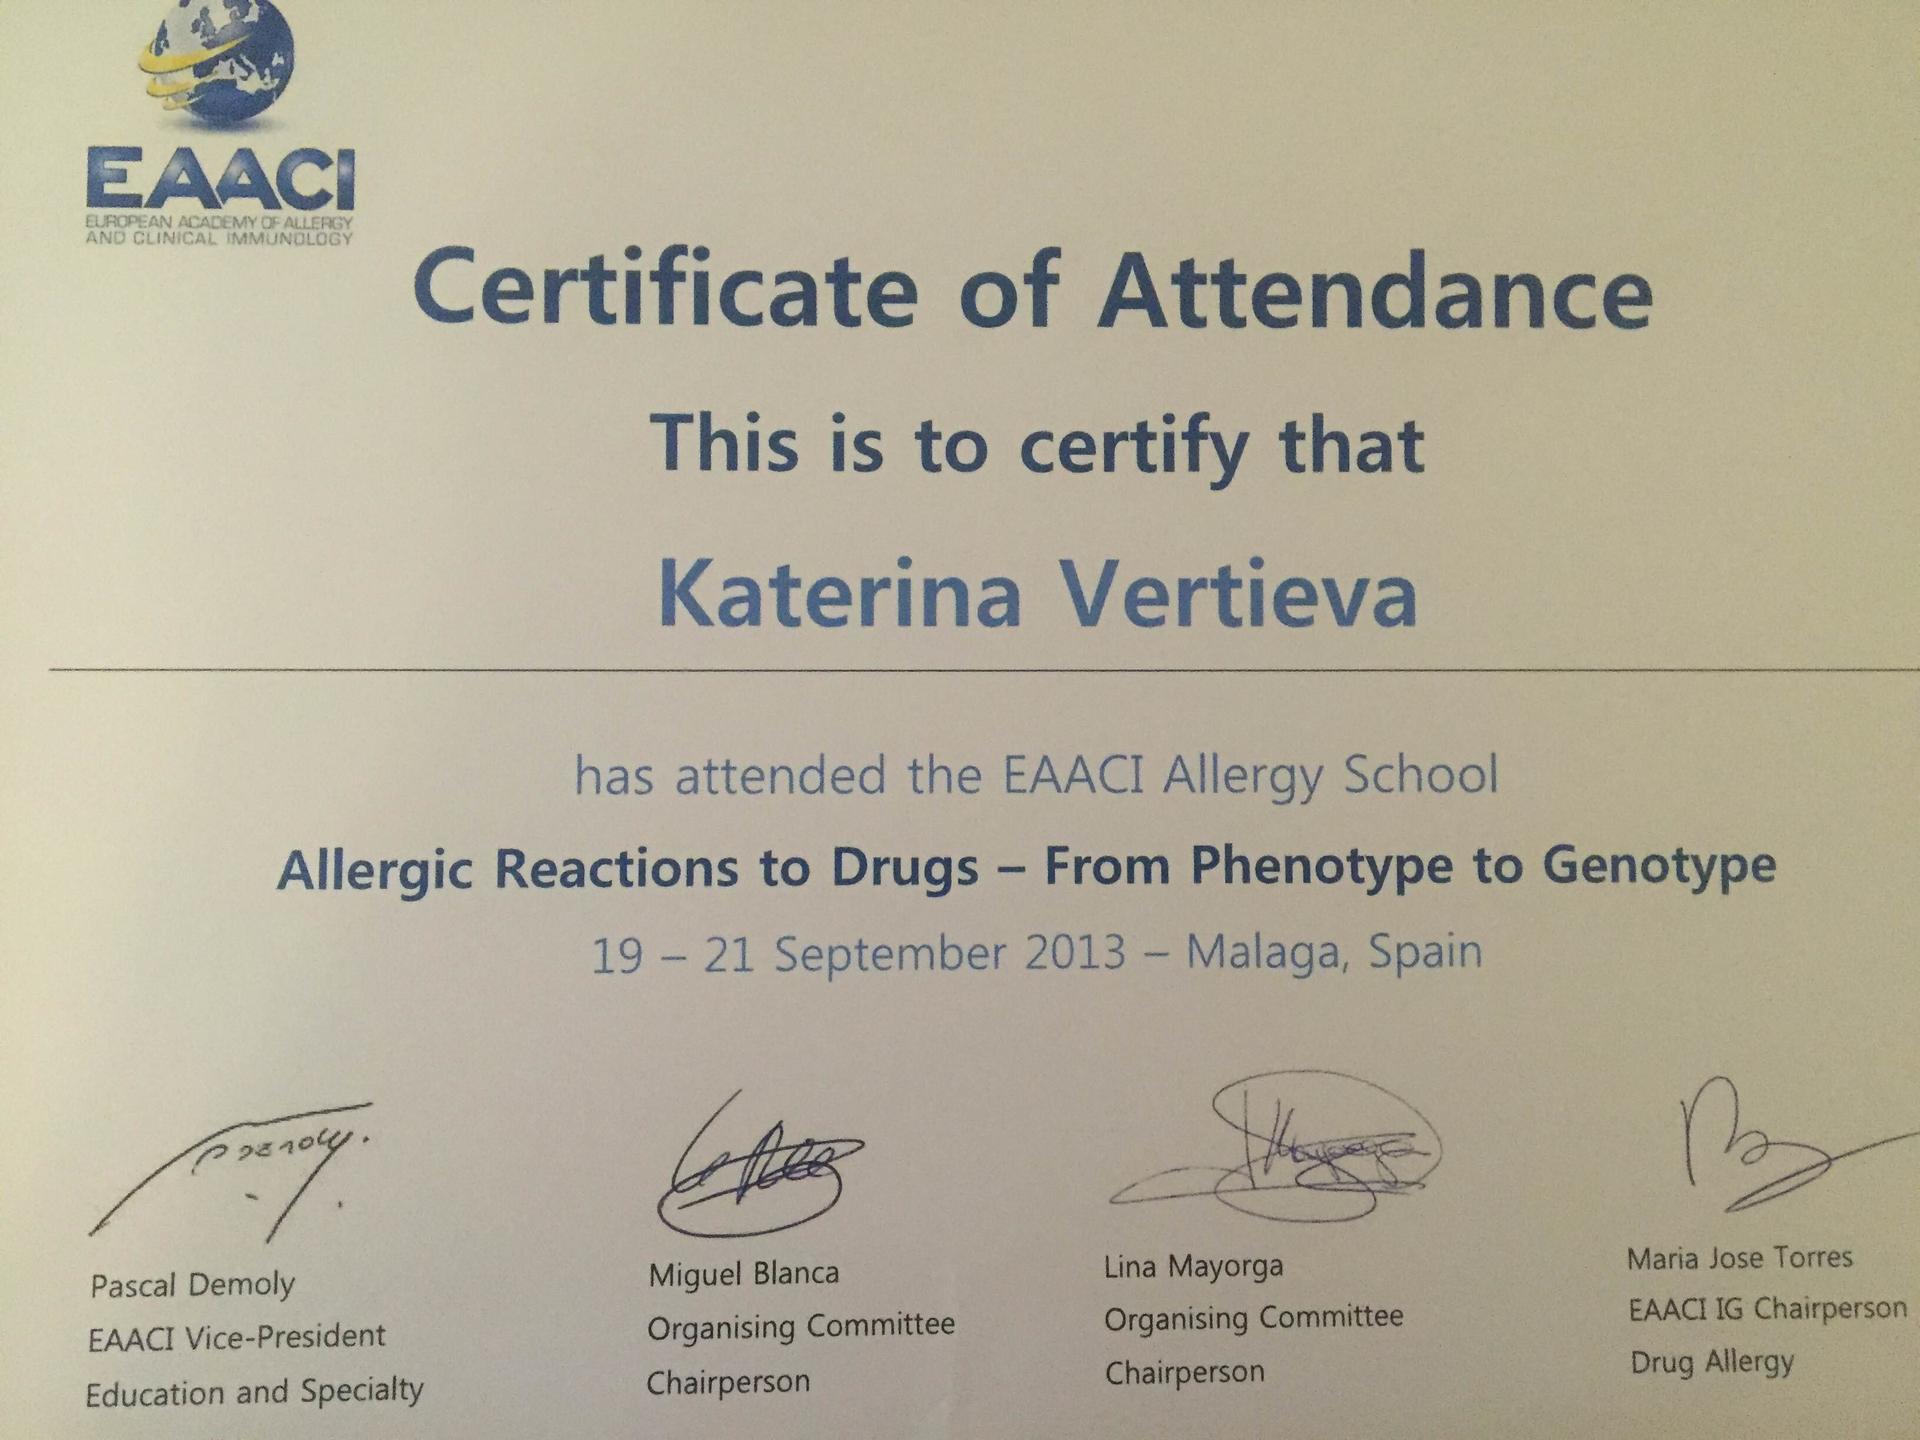 EAACI
EUROPEAN ACADEMY OF ALLERGY
AND CLINICAL IMMUNOLOGY
Certificate of Attendance
This is to certify that
Katerina Vertieva
has attended the EAACI Allergy School
Allergic Reactions to Drugs – From Phenotype to Genotype
19 – 21 September 2013 – Malaga, Spain
Pascal Demoly
EAACI Vice-President
Education and Specialty
Miguel Blanca
Organising Committee
Chairperson
Lina Mayorga
Organising Committee
Chairperson
Maria Jose Torres
EAACI IG Chairperson
Drug Allergy